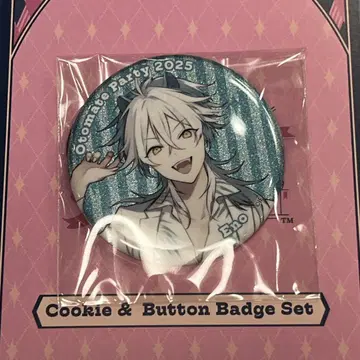 Otomate Party 2025
Eno
TM
Cookie & Button Badge Set